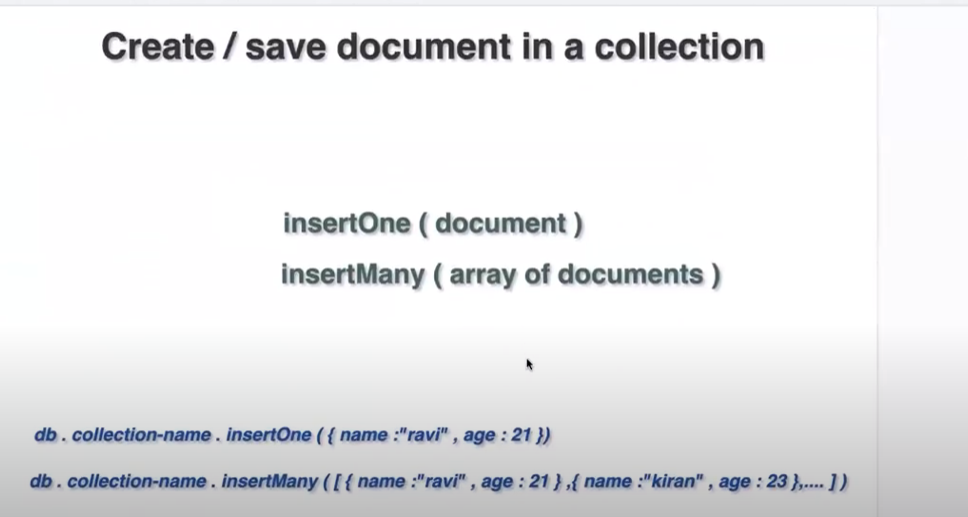 Create / save document in a collection
insertOne ( document )
insertMany ( array of documents )
db . collection-name . insertOne ( { name :"ravi" , age : 21 })
db . collection-name . insertMany ( [ { name :"ravi" , age : 21 } ,{ name :"kiran" , age : 23 },.... ] )